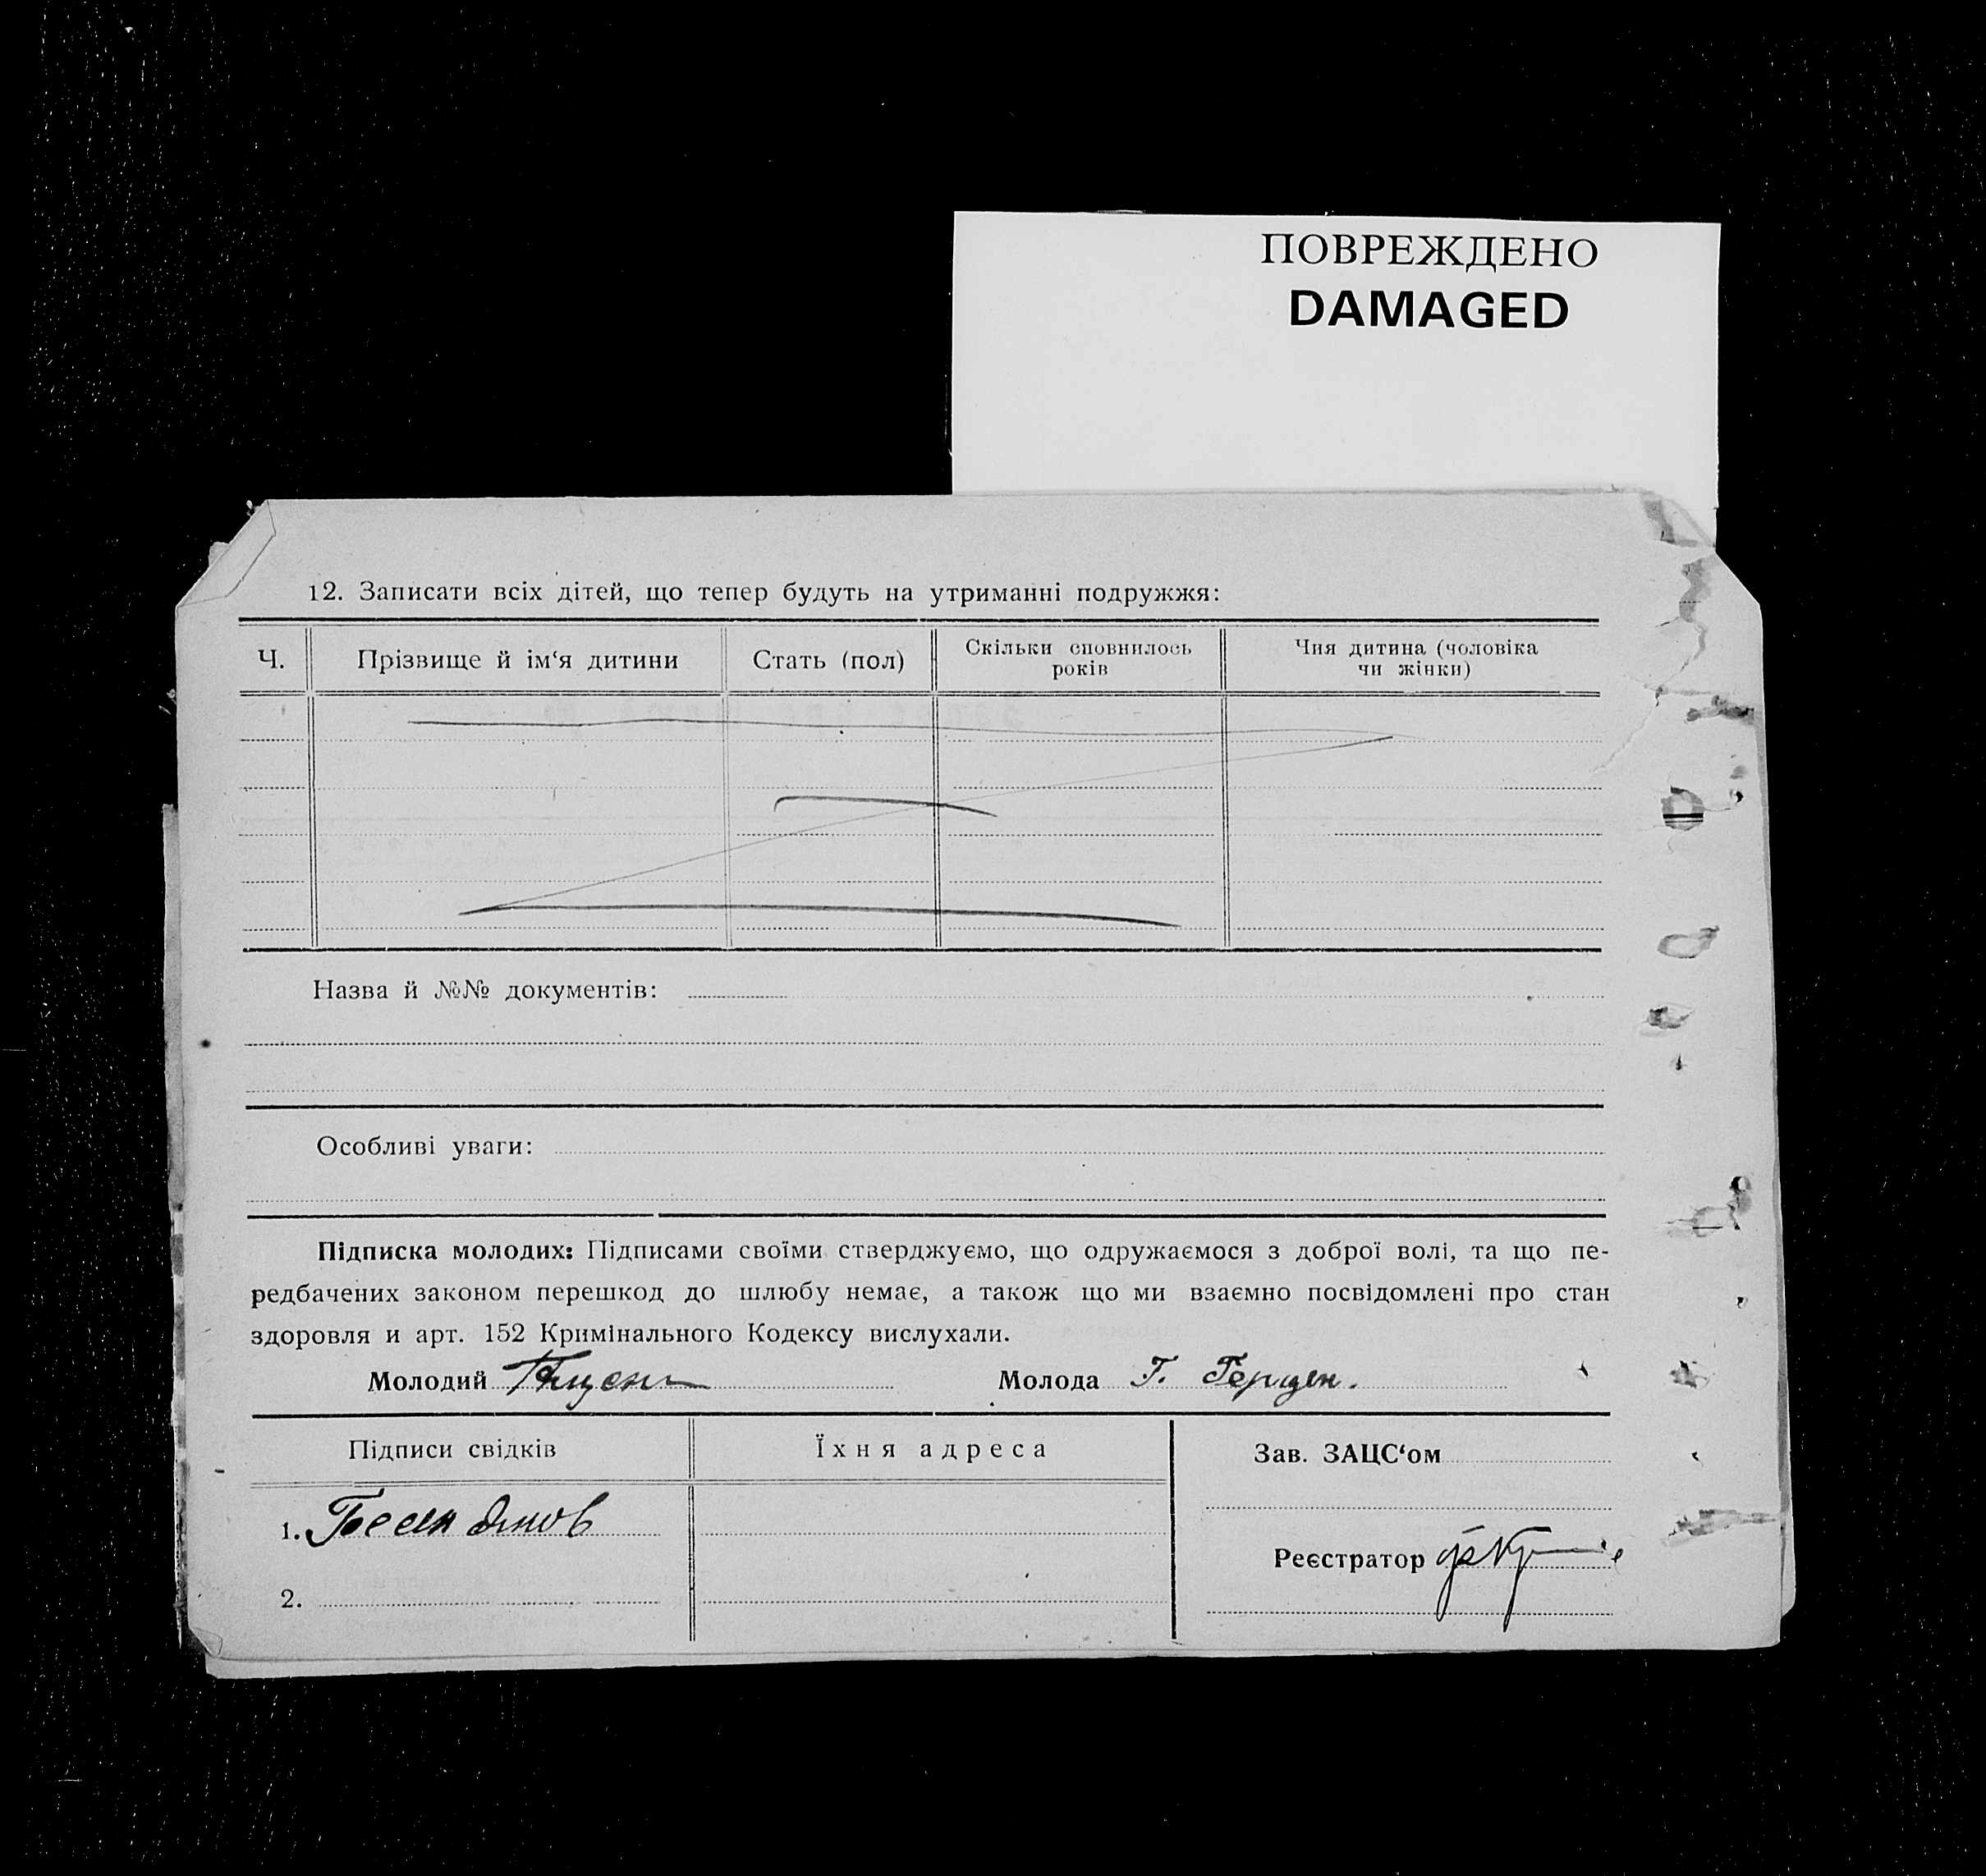 ПОВРЕЖДЕНО
DAMAGED
12. Записати всіх дітей, що тепер будуть на утриманні подружжя:
Ч. Прізвище й ім‘я дитини Стать (пол) Скільки сповнилось років Чия дитина (чоловіка чи жінки)
Назва й №№ документів:
Особливі уваги:
Підписка молодих: Підписами своїми стверджуємо, що одружаємося з доброї волі, та що пе-
редбачених законом перешкод до шлюбу немає, а також що ми взаємно посвідомлені про стан
здоровля и арт. 152 Кримінального Кодексу вислухали.
Молодий Молода Г. Герцен.
Підписи свідків Їхня адреса Зав. ЗАЦС‘ом
1.
Реєстратор
2.